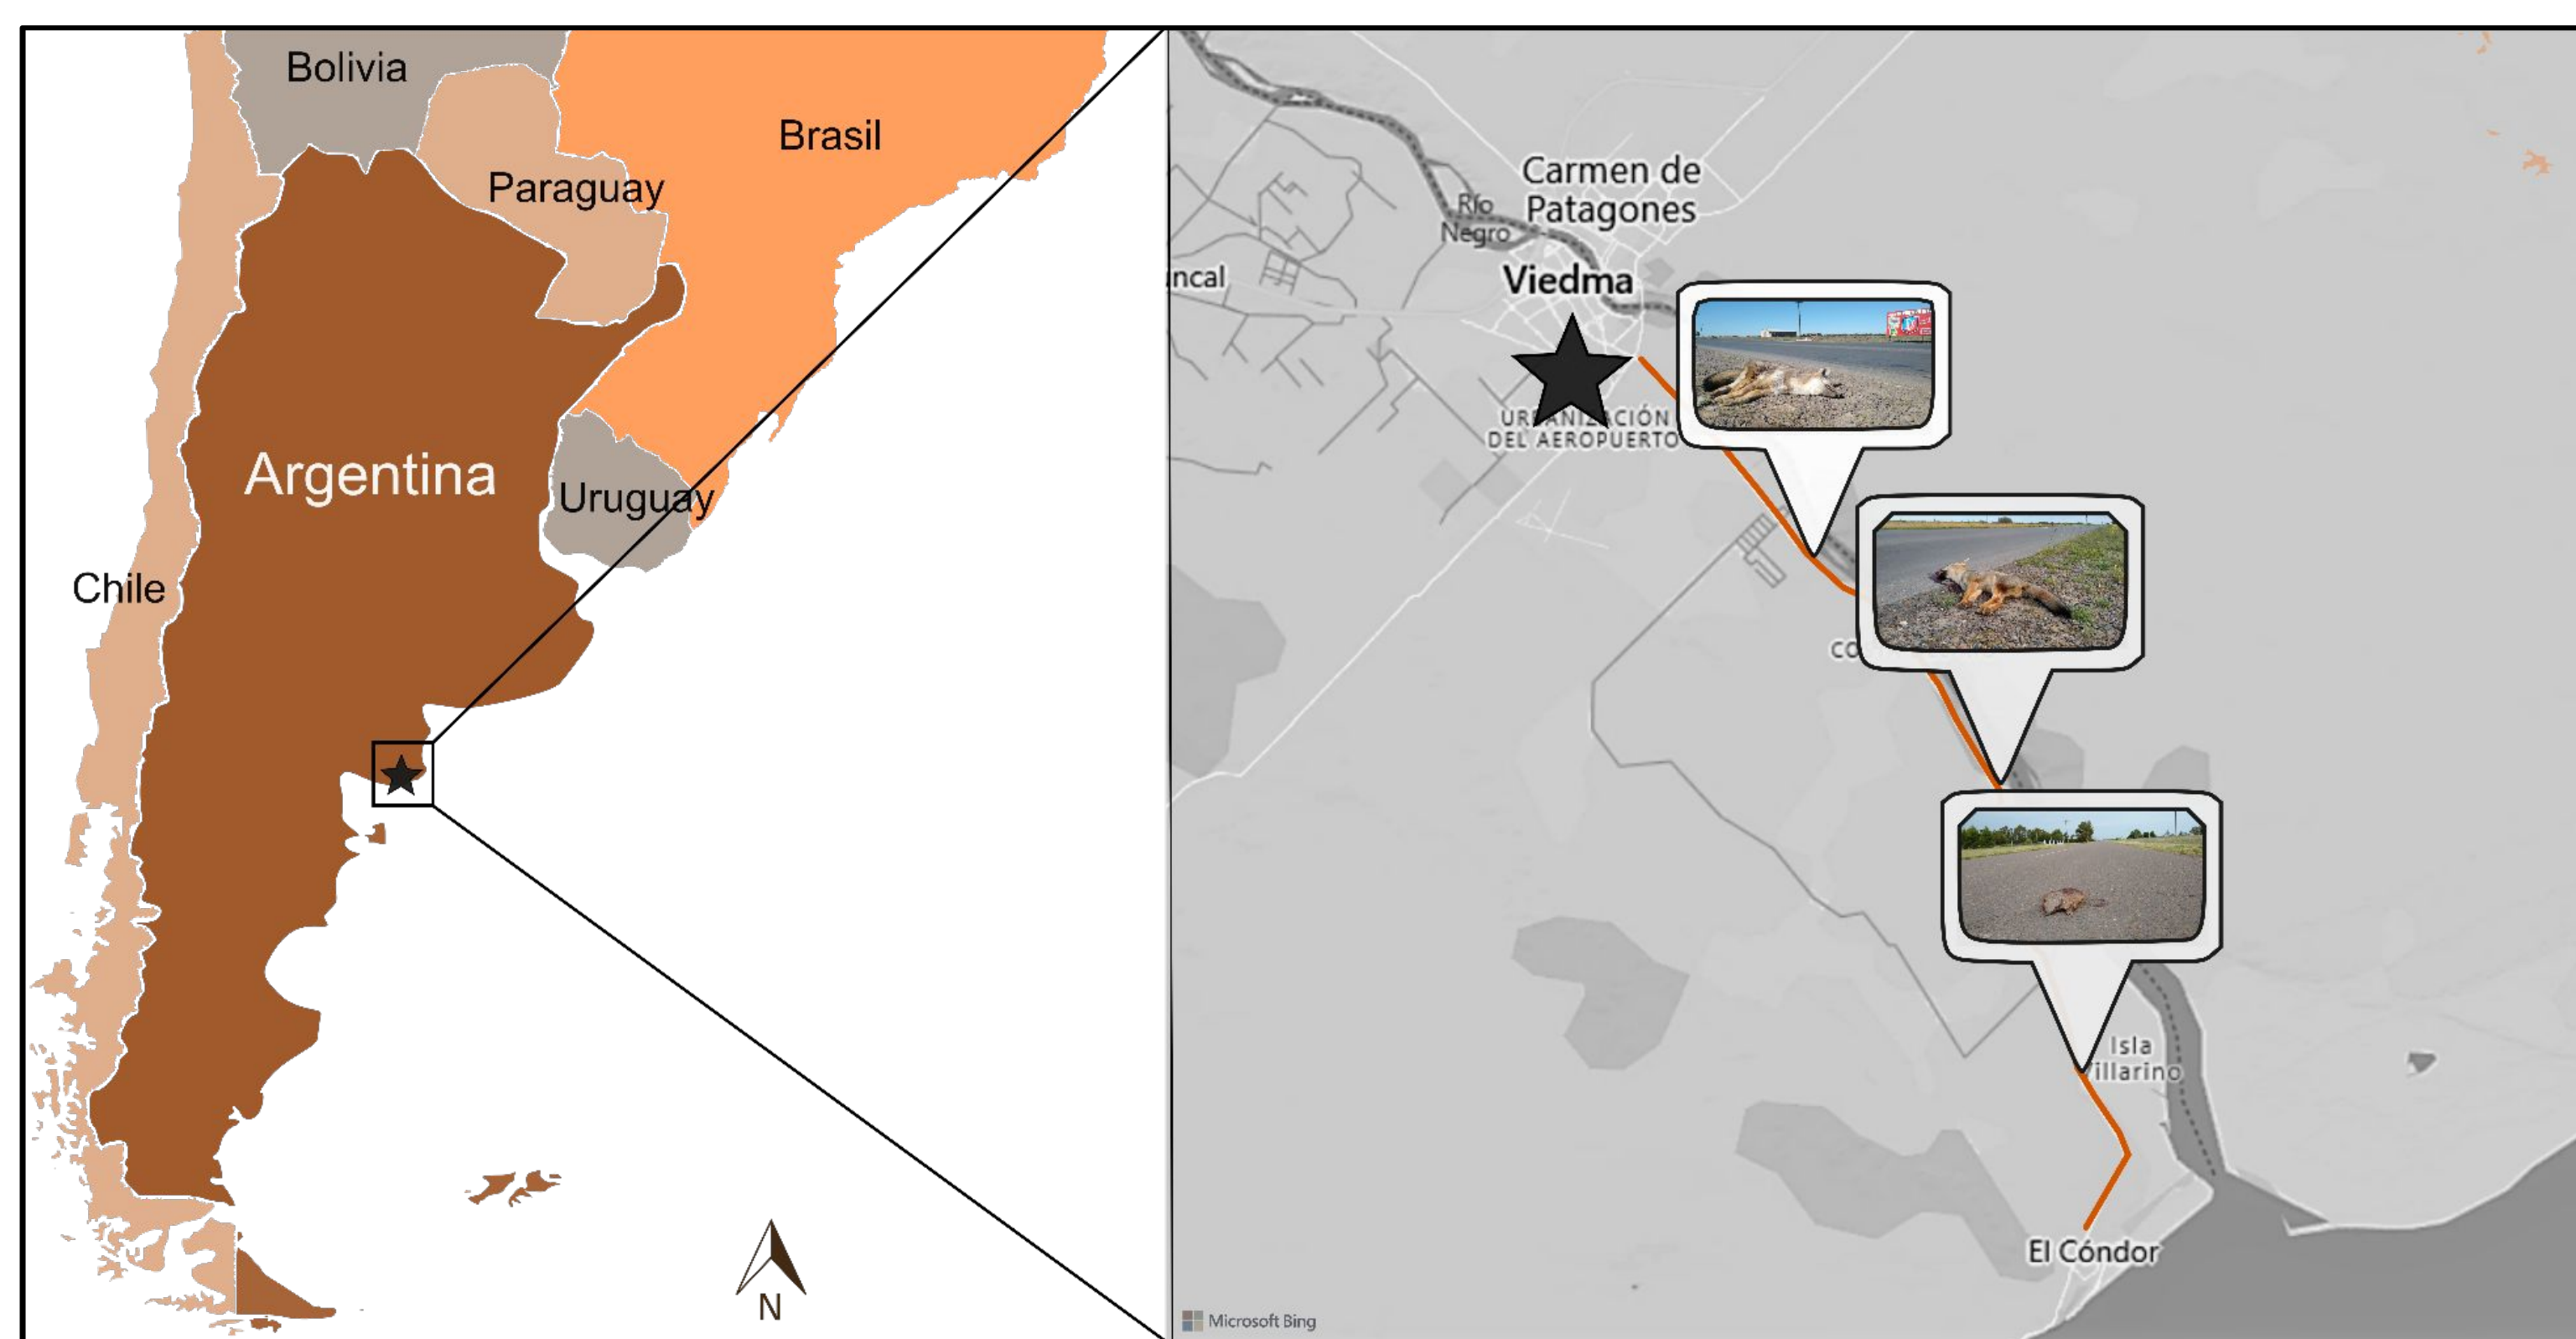 Bolivia
Brasil
Paraguay
Argentina
Uruguay
Chile
N
Carmen de
Patagones
Río
Negro
ncal
Viedma
URBANIZACIÓN
DEL AEROPUERTO
CO
Isla
illarino
El Cóndor
Microsoft Bing